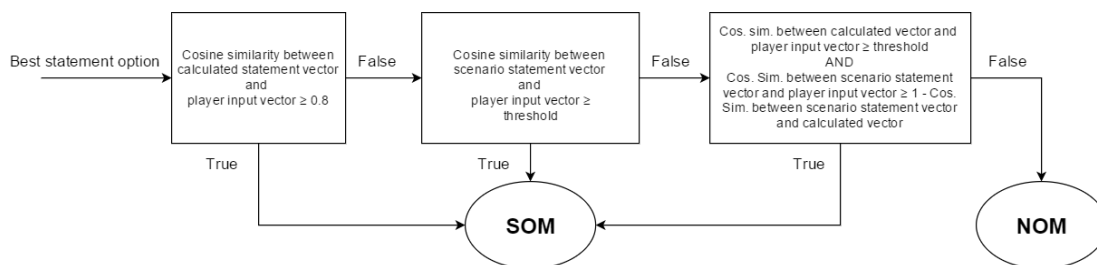 Best statement option
Cosine similarity between
calculated statement vector
and
player input vector ≥ 0.8
False
Cosine similarity between
scenario statement vector
and
player input vector ≥
threshold
False
Cos. sim. between calculated vector and
player input vector ≥ threshold
AND
Cos. Sim. between scenario statement
vector and player input vector ≥ 1 - Cos.
Sim. between scenario statement vector
and calculated vector
False
True
True
True
SOM
NOM